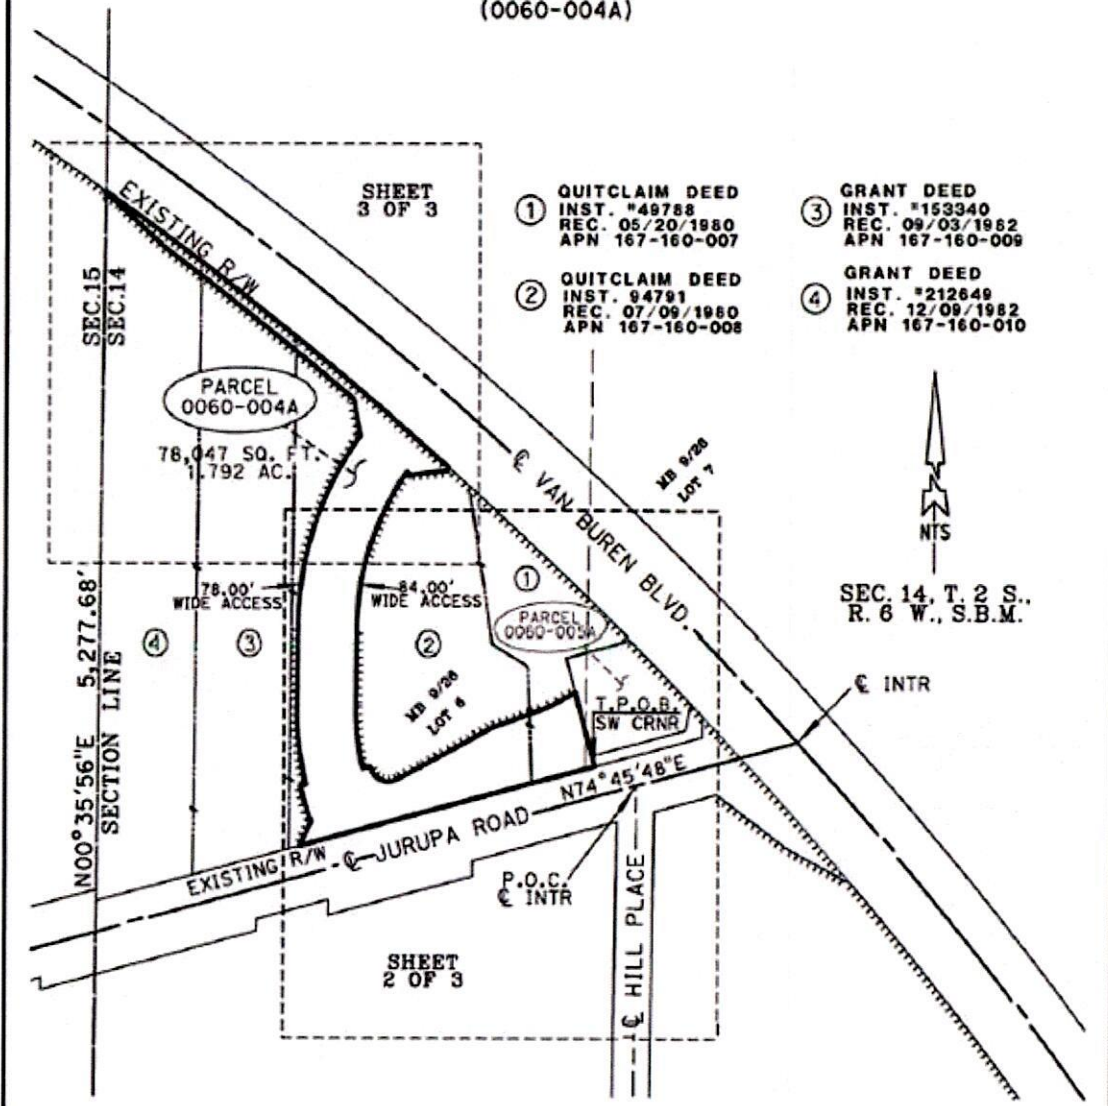 (0060-004A)
SHEET
3 OF 3
① QUITCLAIM DEED
INST. #49788
REC. 05/20/1980
APN 167-160-007
② QUITCLAIM DEED
INST. 94791
REC. 07/09/1980
APN 167-160-008
③ GRANT DEED
INST. #153340
REC. 09/03/1982
APN 167-160-009
④ GRANT DEED
INST. #212649
REC. 12/09/1982
APN 167-160-010
EXISTING R/W
SEC.15
SEC.14
PARCEL
0060-004A
78,047 SQ. FT.
1.792 AC.
MB 9/26
LOT 7
℄ VAN BUREN BLVD.
NTS
SEC. 14, T. 2 S.,
R. 6 W., S.B.M.
78.00'
WIDE ACCESS
84.00'
WIDE ACCESS
①
PARCEL
0060-005A
④
③
②
MB 9/26
LOT 6
T.P.O.B.
SW CRNR
℄ INTR
N00°35'56"E 5,277.68'
SECTION LINE
N74°45'48"E
℄ JURUPA ROAD
EXISTING R/W
P.O.C.
℄ INTR
℄ HILL PLACE
SHEET
2 OF 3